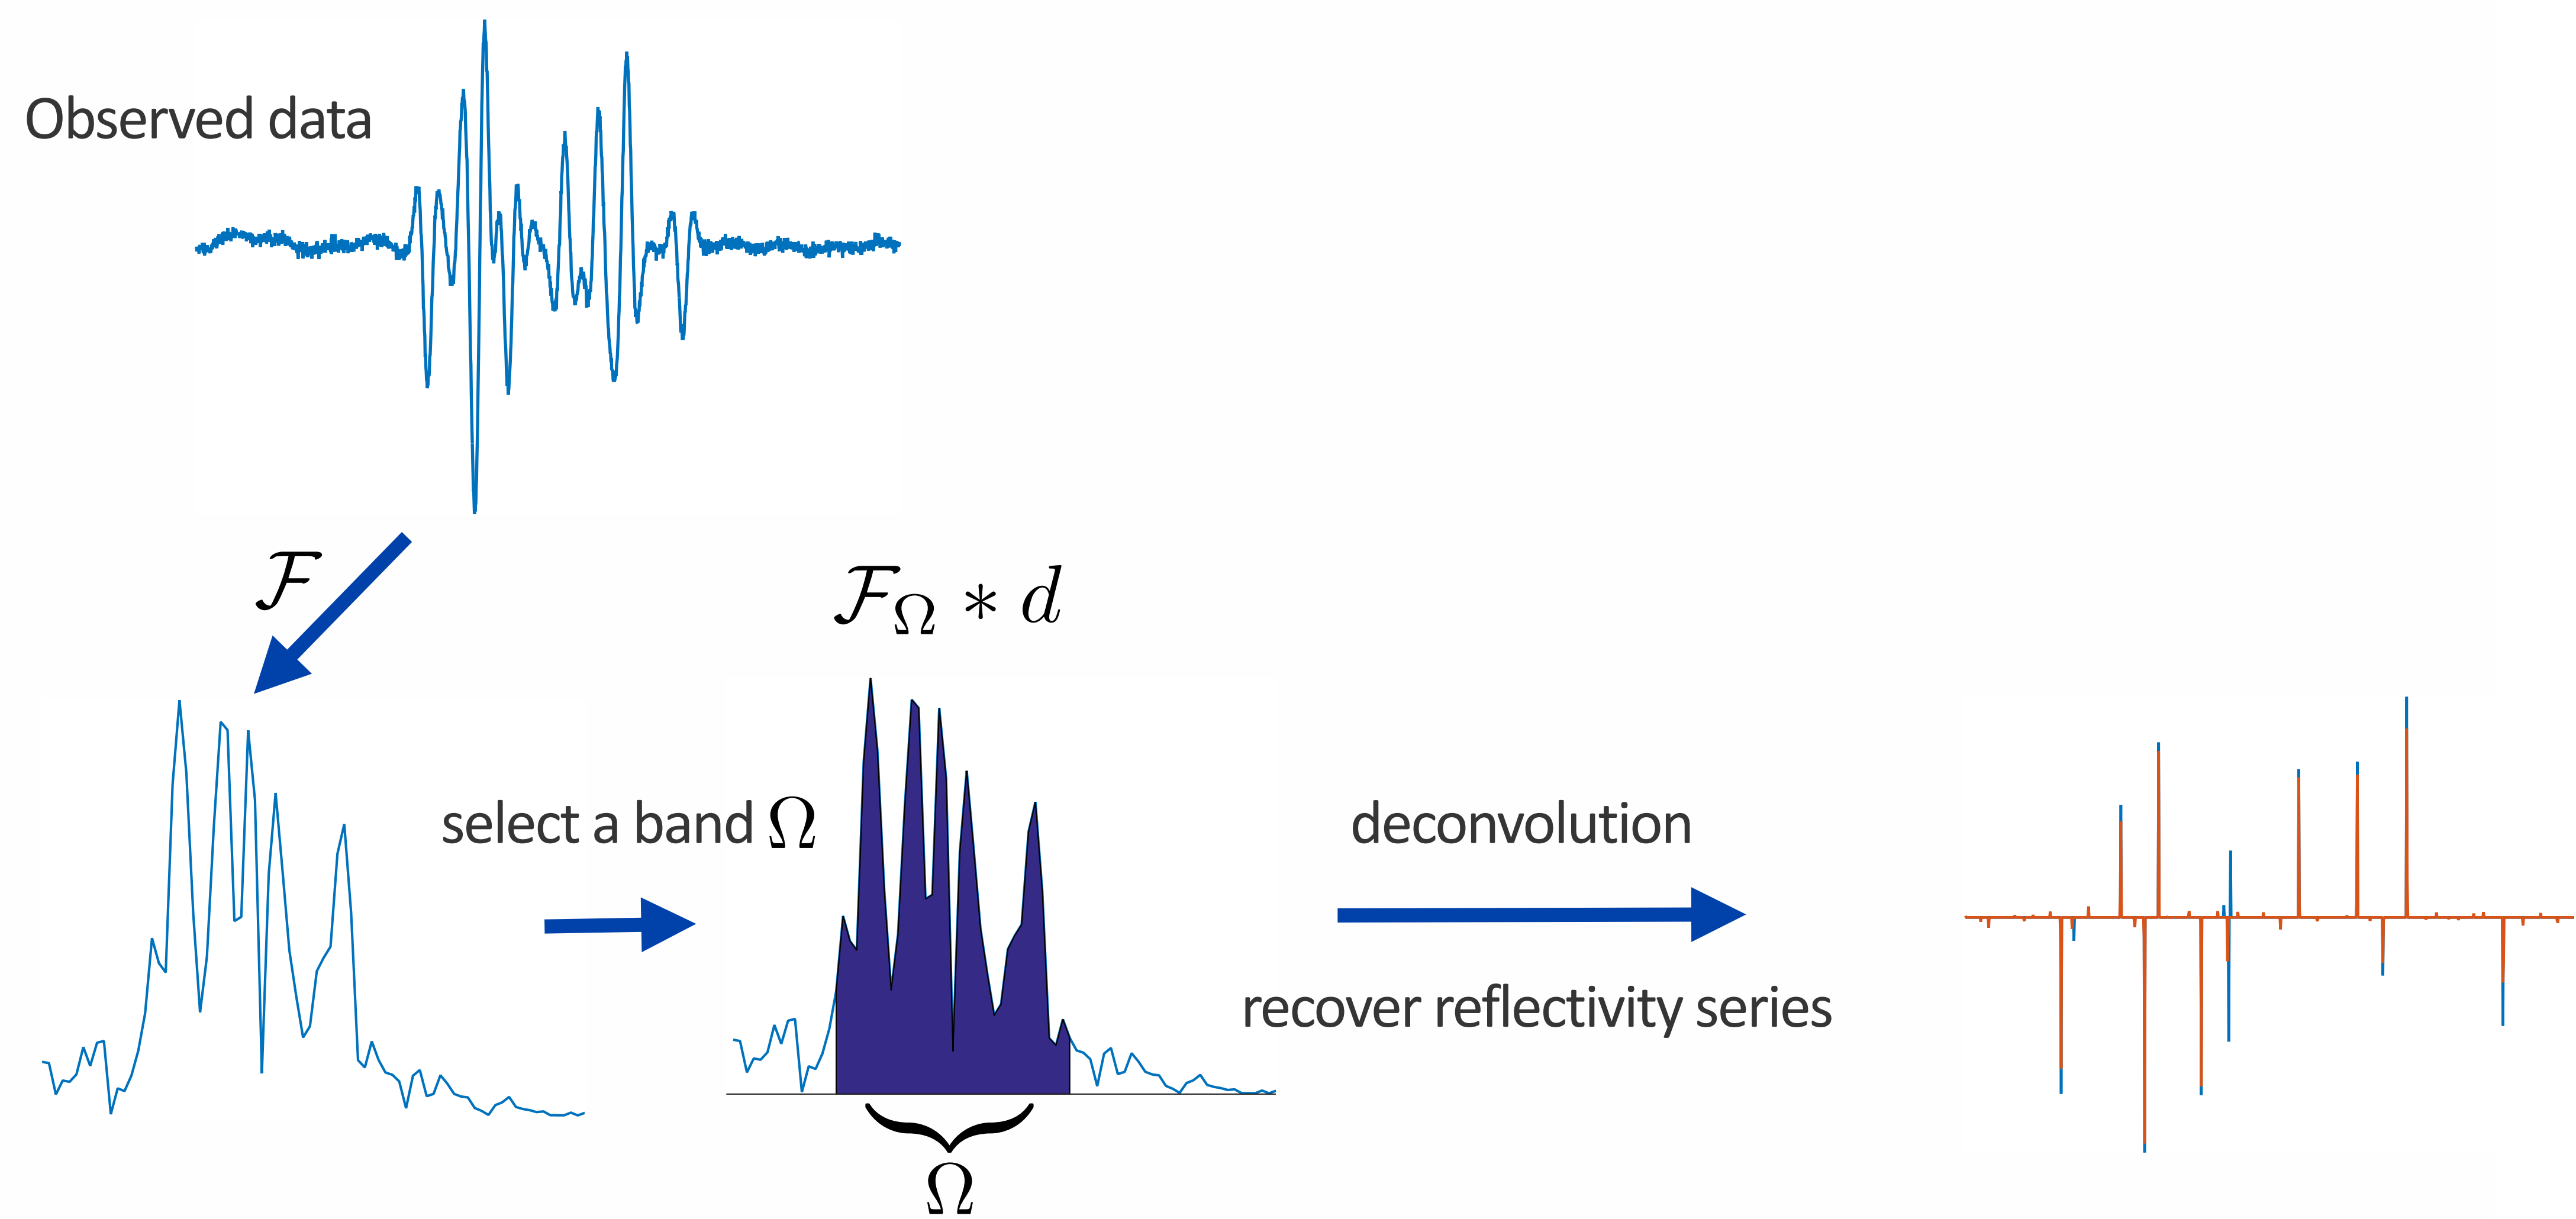 Observed data
ℱ
ℱ_Ω ∗ d
select a band Ω
deconvolution
recover reflectivity series
Ω